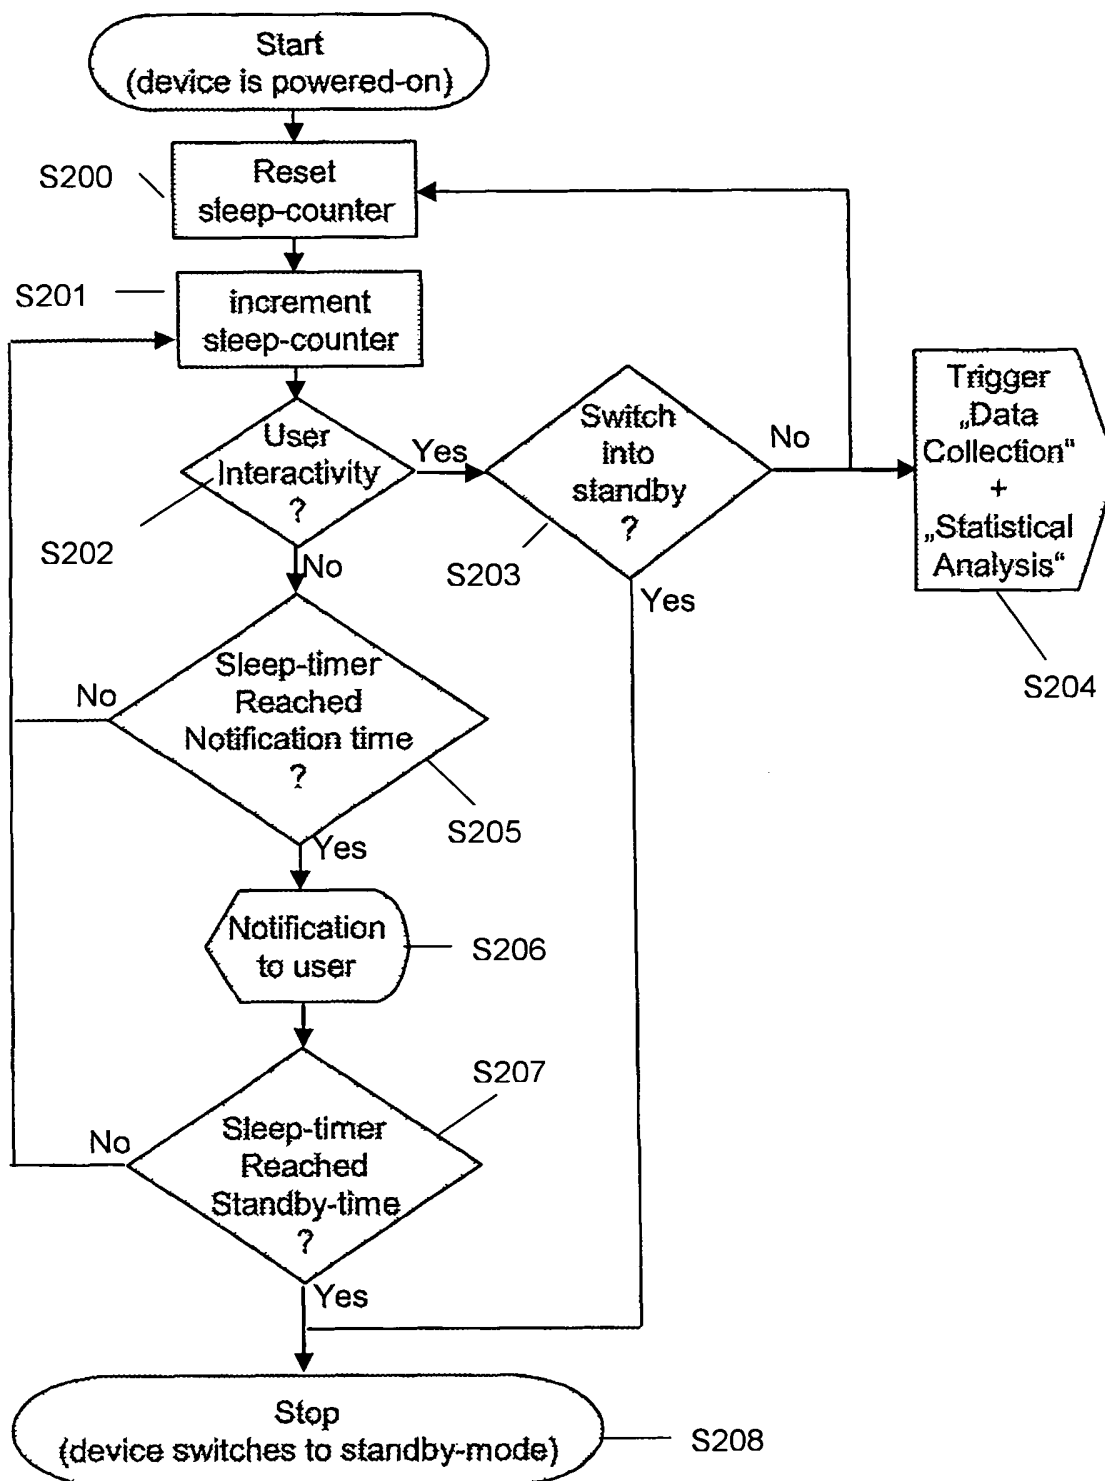 Start
(device is powered-on)
S200
Reset
sleep-counter
S201
increment
sleep-counter
User
Interactivity
?
Yes
S202
No
Switch
into
standby
?
No
S203
Yes
Trigger
„Data
Collection“
+
„Statistical
Analysis“
S204
Sleep-timer
Reached
Notification time
?
No
S205
Yes
Notification
to user
S206
S207
Sleep-timer
Reached
Standby-time
?
No
Yes
Stop
(device switches to standby-mode)
S208